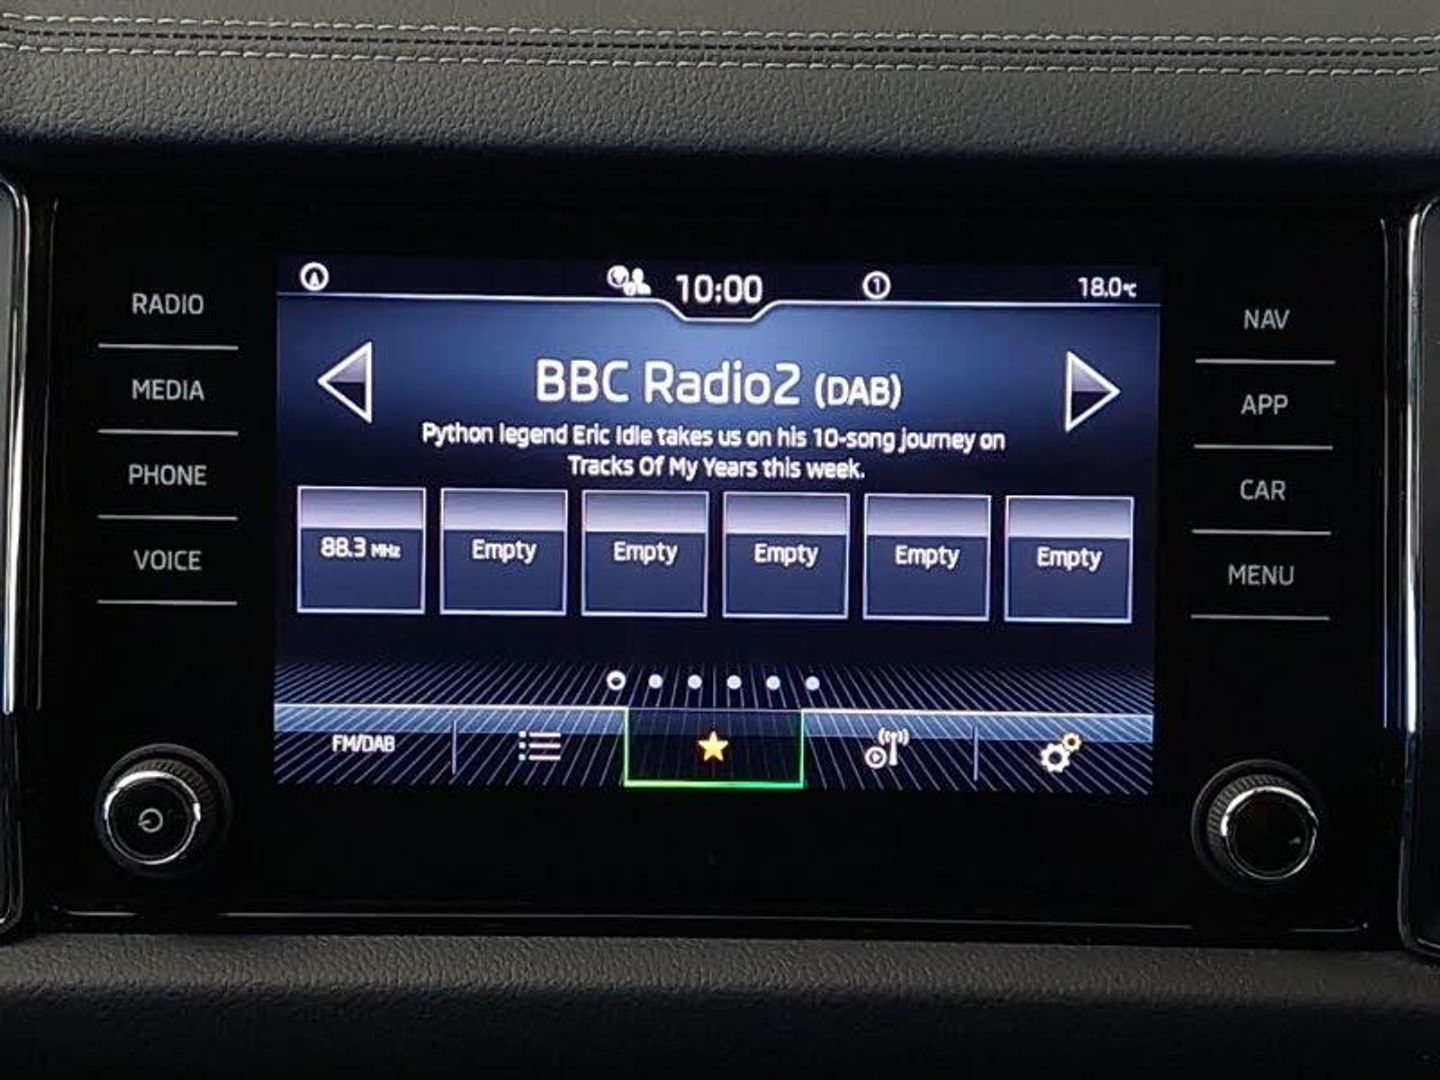 10:00
1
18.0°C
RADIO
MEDIA
PHONE
VOICE
BBC Radio2 (DAB)
Python legend Eric Idle takes us on his 10-song journey on
Tracks Of My Years this week.
88.3 MHz
Empty
Empty
Empty
Empty
Empty
FM/DAB
NAV
APP
CAR
MENU